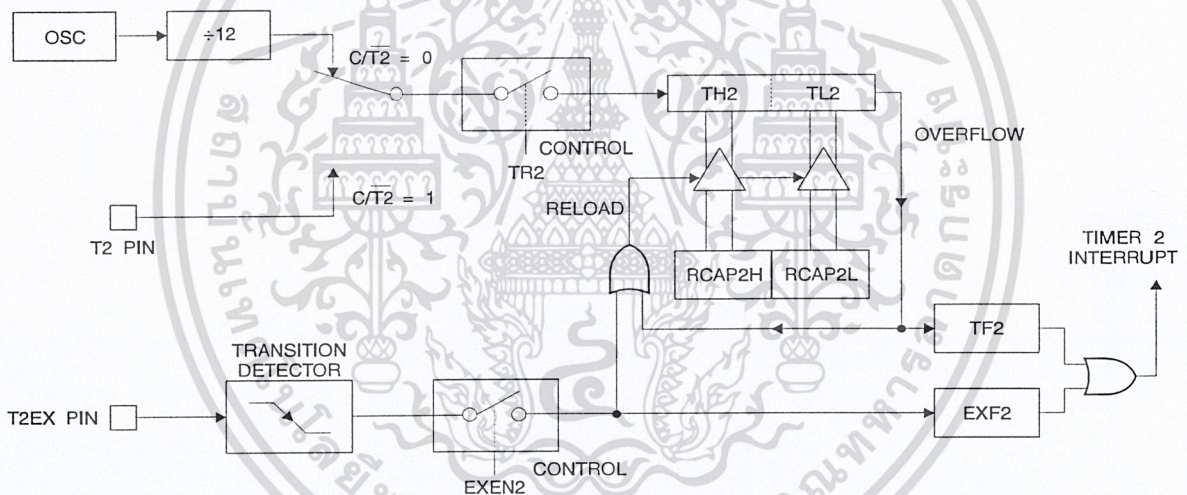 OSC
÷12
C/T2̅ = 0
TH2
TL2
OVERFLOW
CONTROL
TR2
C/T2̅ = 1
T2 PIN
RELOAD
RCAP2H
RCAP2L
TIMER 2
INTERRUPT
TF2
TRANSITION
DETECTOR
T2EX PIN
EXF2
CONTROL
EXEN2